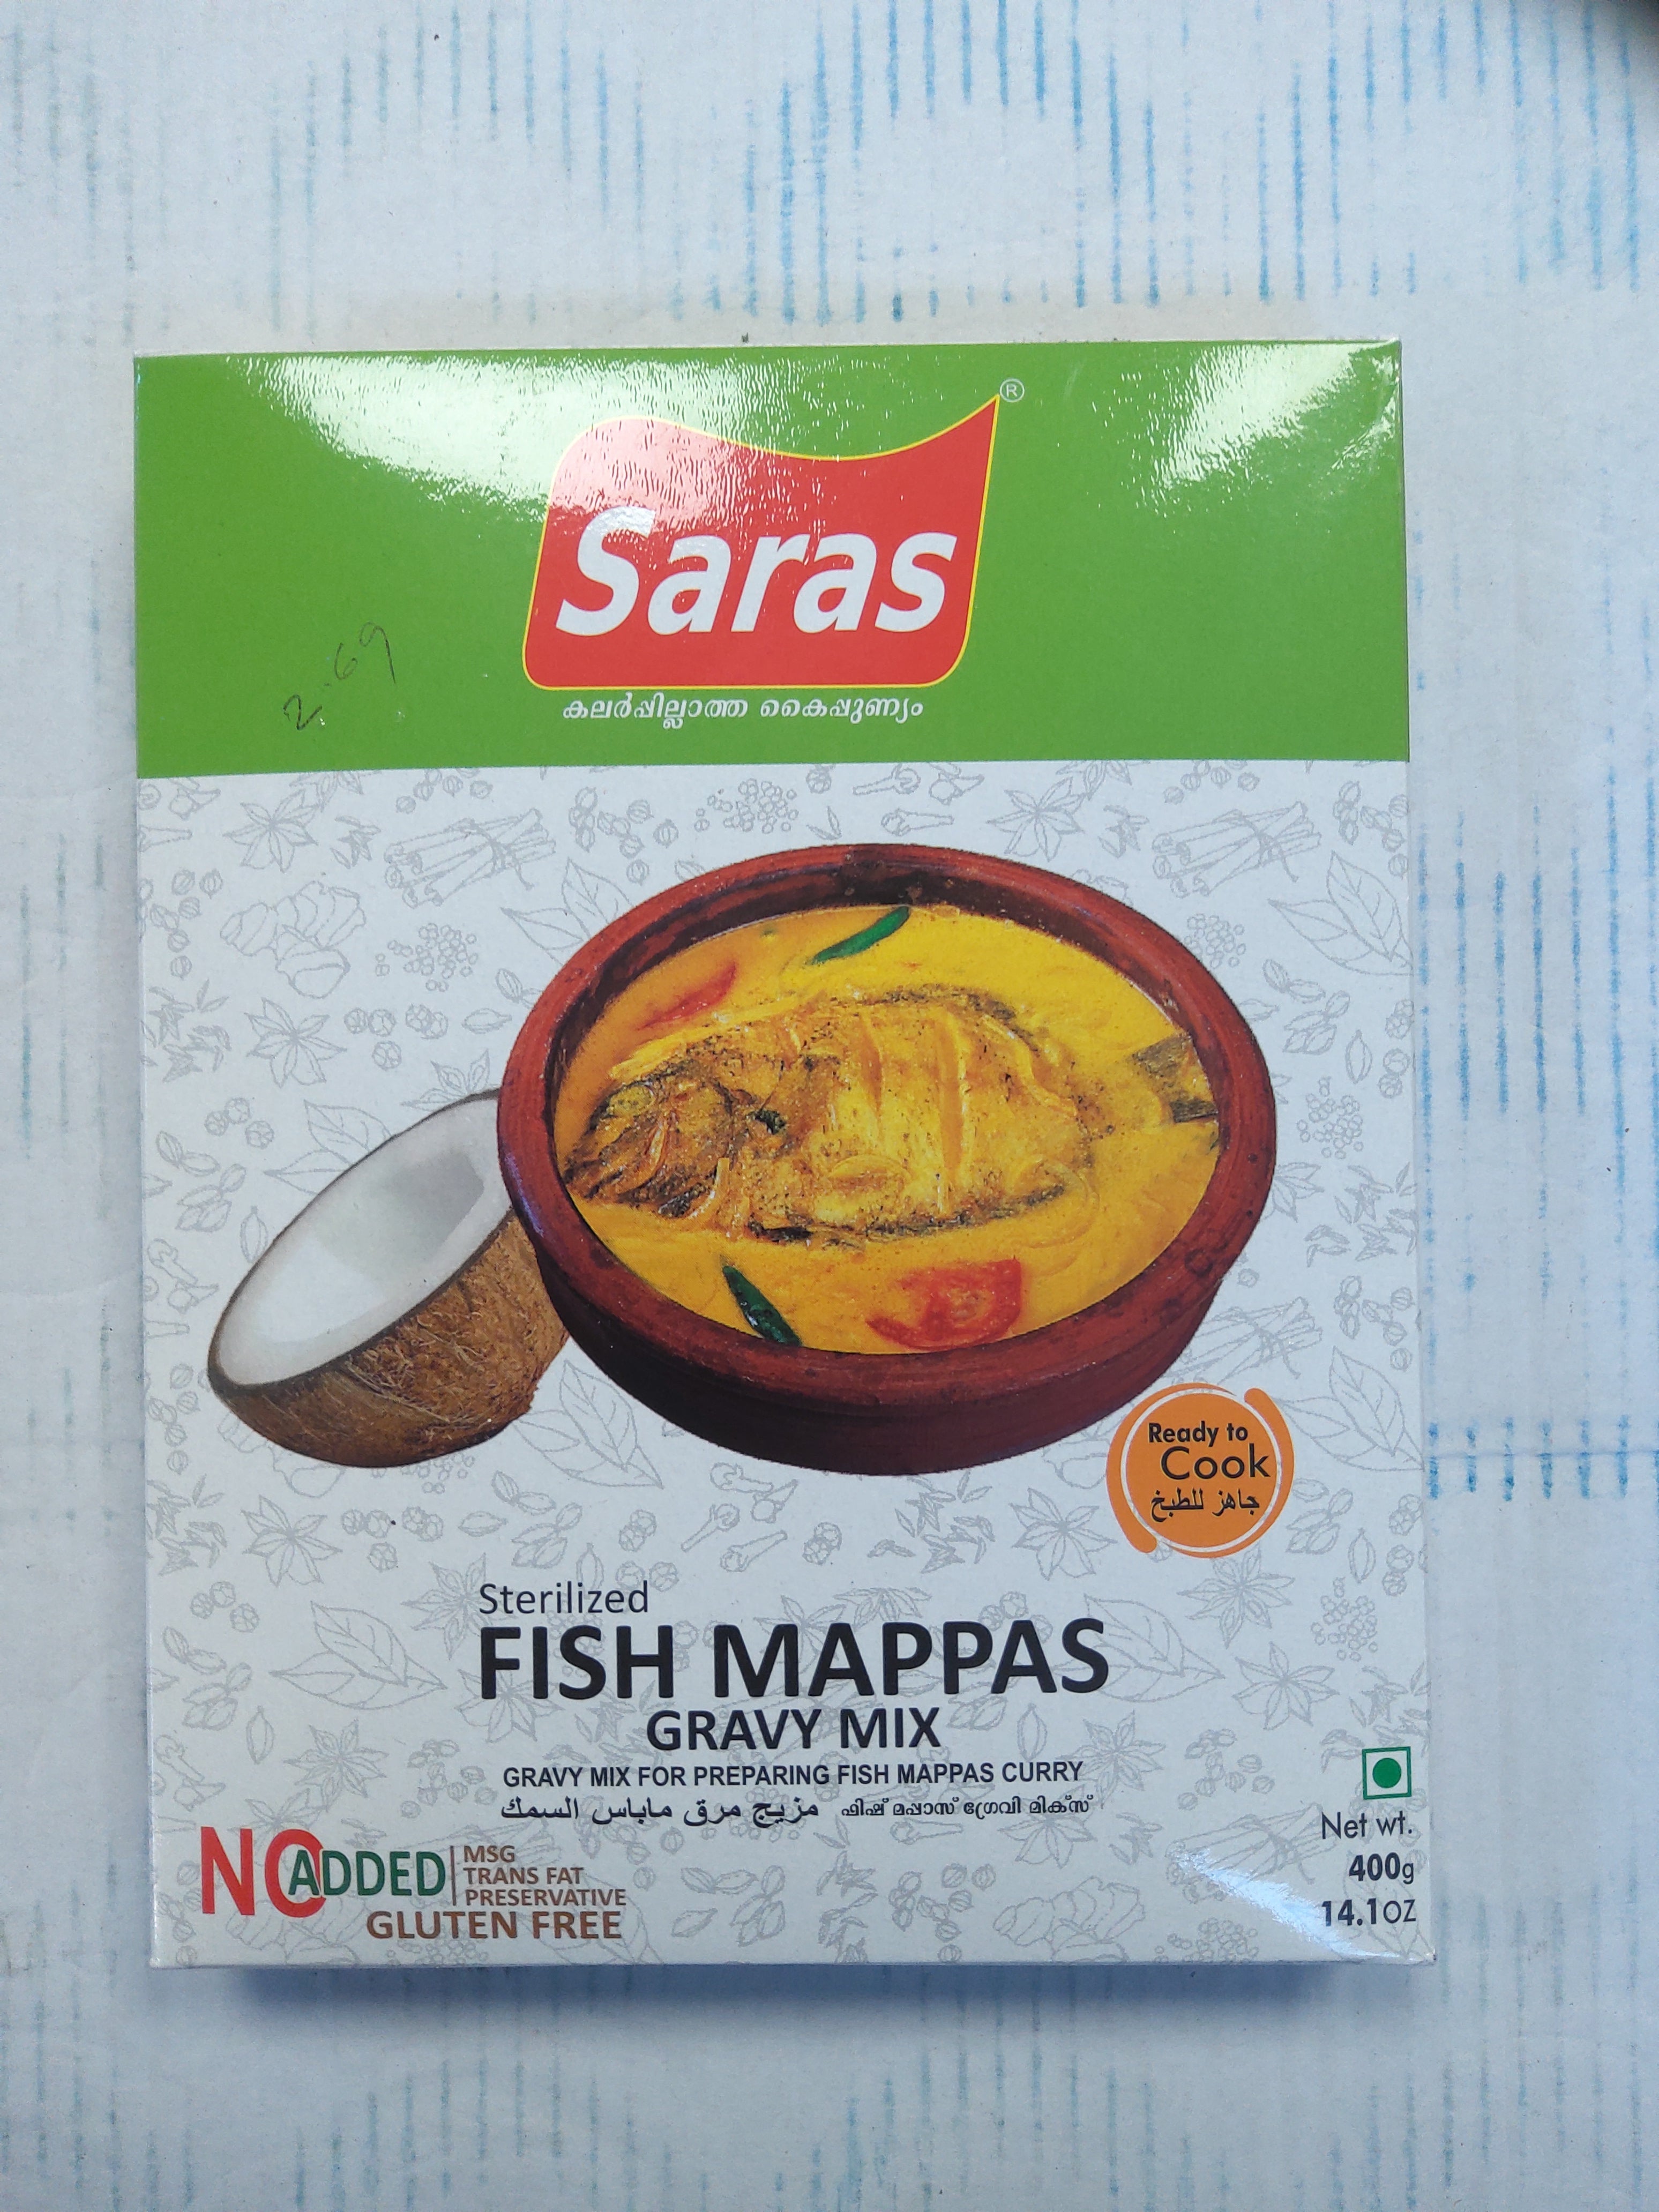 ®
Saras
കലർപ്പില്ലാത്ത കൈപ്പുണ്യം
2.69
Ready to
Cook
جاهز للطبخ
Sterilized
FISH MAPPAS
GRAVY MIX
GRAVY MIX FOR PREPARING FISH MAPPAS CURRY
مزيج مرق ماباس السمك ഫിഷ് മപ്പാസ് ഗ്രേവി മിക്സ്
NO ADDED MSG
TRANS FAT
PRESERVATIVE
GLUTEN FREE
Net wt.
400g
14.1OZ